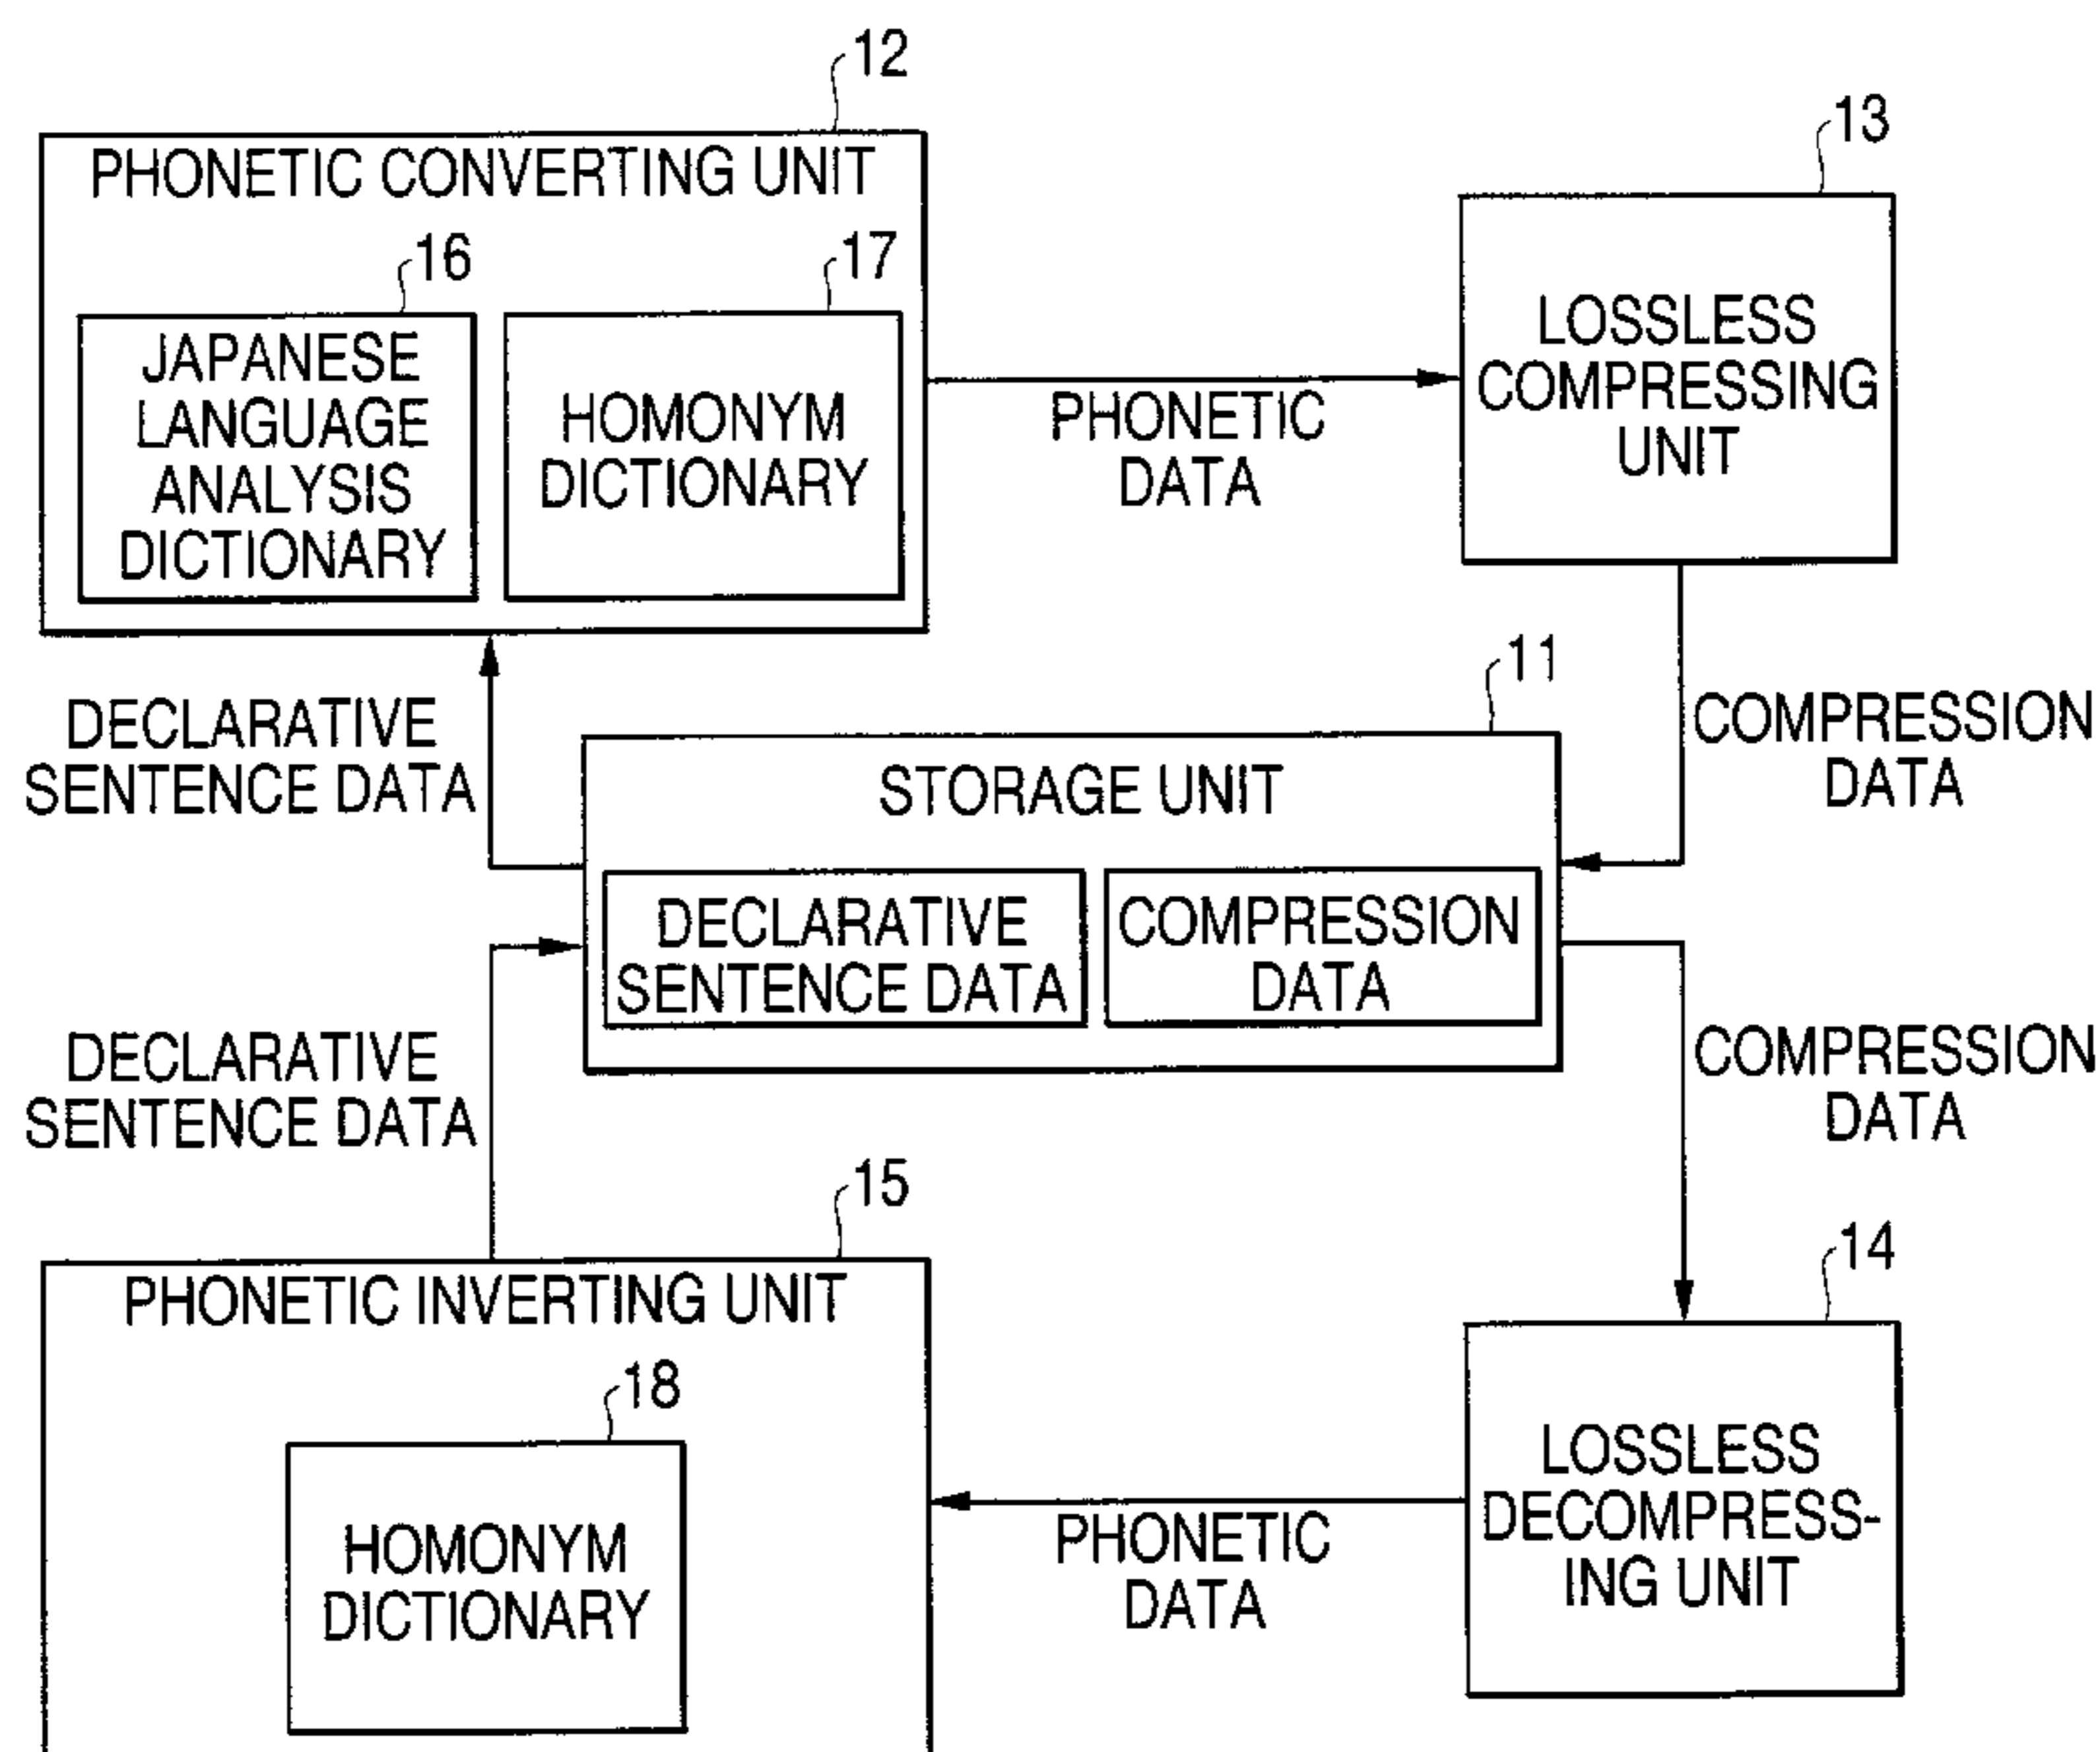 12
PHONETIC CONVERTING UNIT
16
JAPANESE
LANGUAGE
ANALYSIS
DICTIONARY
17
HOMONYM
DICTIONARY
PHONETIC
DATA
13
LOSSLESS
COMPRESSING
UNIT
DECLARATIVE
SENTENCE DATA
11
STORAGE UNIT
DECLARATIVE
SENTENCE DATA
COMPRESSION
DATA
COMPRESSION
DATA
DECLARATIVE
SENTENCE DATA
COMPRESSION
DATA
15
PHONETIC INVERTING UNIT
18
HOMONYM
DICTIONARY
PHONETIC
DATA
14
LOSSLESS
DECOMPRESS-
ING UNIT